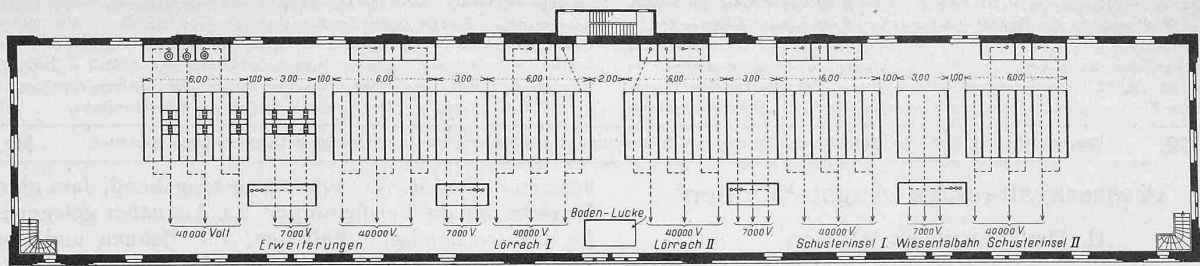 6,00 1,00 3,00 1,00 6,00 3,00 6,00 2,00 6,00 3,00 6,00 1,00 3,00 1,00 6,00
Boden-Lucke
40000 Volt 7000 V. 40000 V. 7000 V. 40000 V. 40000 V. 7000 V. 40000 V. 7000 V. 40000 V.
Erweiterungen Lörrach I Lörrach II Schusterinsel I. Wiesentalbahn Schusterinsel II